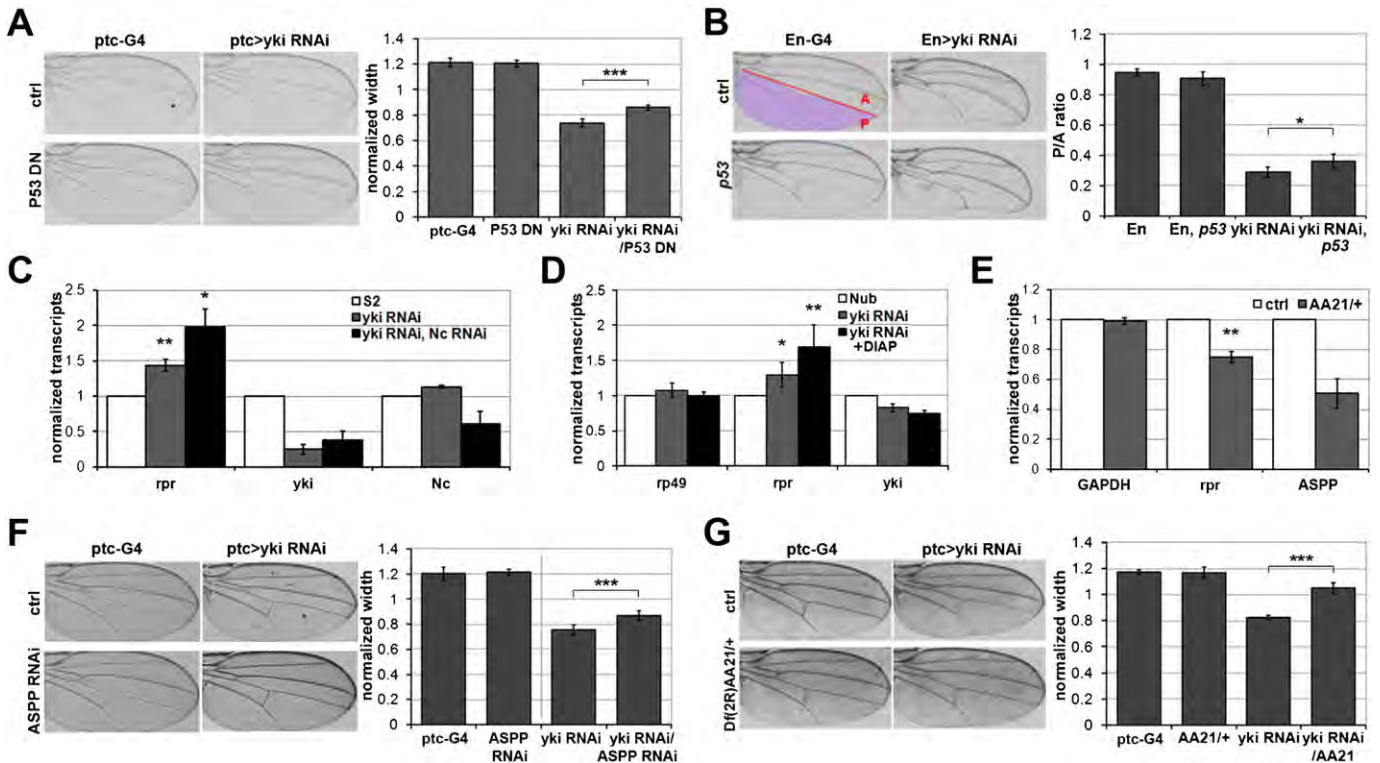 A
ptc-G4
ptc>yki RNAi
ctrl
P53 DN
normalized width
1.4
1.2
1
0.8
0.6
0.4
0.2
0
***
ptc-G4
P53 DN
yki RNAi
yki RNAi
/P53 DN
B
En-G4
En>yki RNAi
ctrl
p53
A
P
P/A ratio
1.2
1
0.8
0.6
0.4
0.2
0
*
En
En, p53
yki RNAi
yki RNAi,
p53
C
normalized transcripts
2.5
2
1.5
1
0.5
0
**
*
S2
yki RNAi
yki RNAi, Nc RNAi
rpr
yki
Nc
D
normalized transcripts
2.5
2
1.5
1
0.5
0
*
**
Nub
yki RNAi
yki RNAi
+DIAP
rp49
rpr
yki
E
normalized transcripts
1.2
1
0.8
0.6
0.4
0.2
0
ctrl
AA21/+
**
GAPDH
rpr
ASPP
F
ptc-G4
ptc>yki RNAi
ctrl
ASPP RNAi
normalized width
1.4
1.2
1
0.8
0.6
0.4
0.2
0
***
ptc-G4
ASPP
RNAi
yki RNAi
yki RNAi/
ASPP RNAi
G
ptc-G4
ptc>yki RNAi
ctrl
Df(2R)AA21/+
normalized width
1.4
1.2
1
0.8
0.6
0.4
0.2
0
***
ptc-G4
AA21/+
yki RNAi
yki RNAi
/AA21